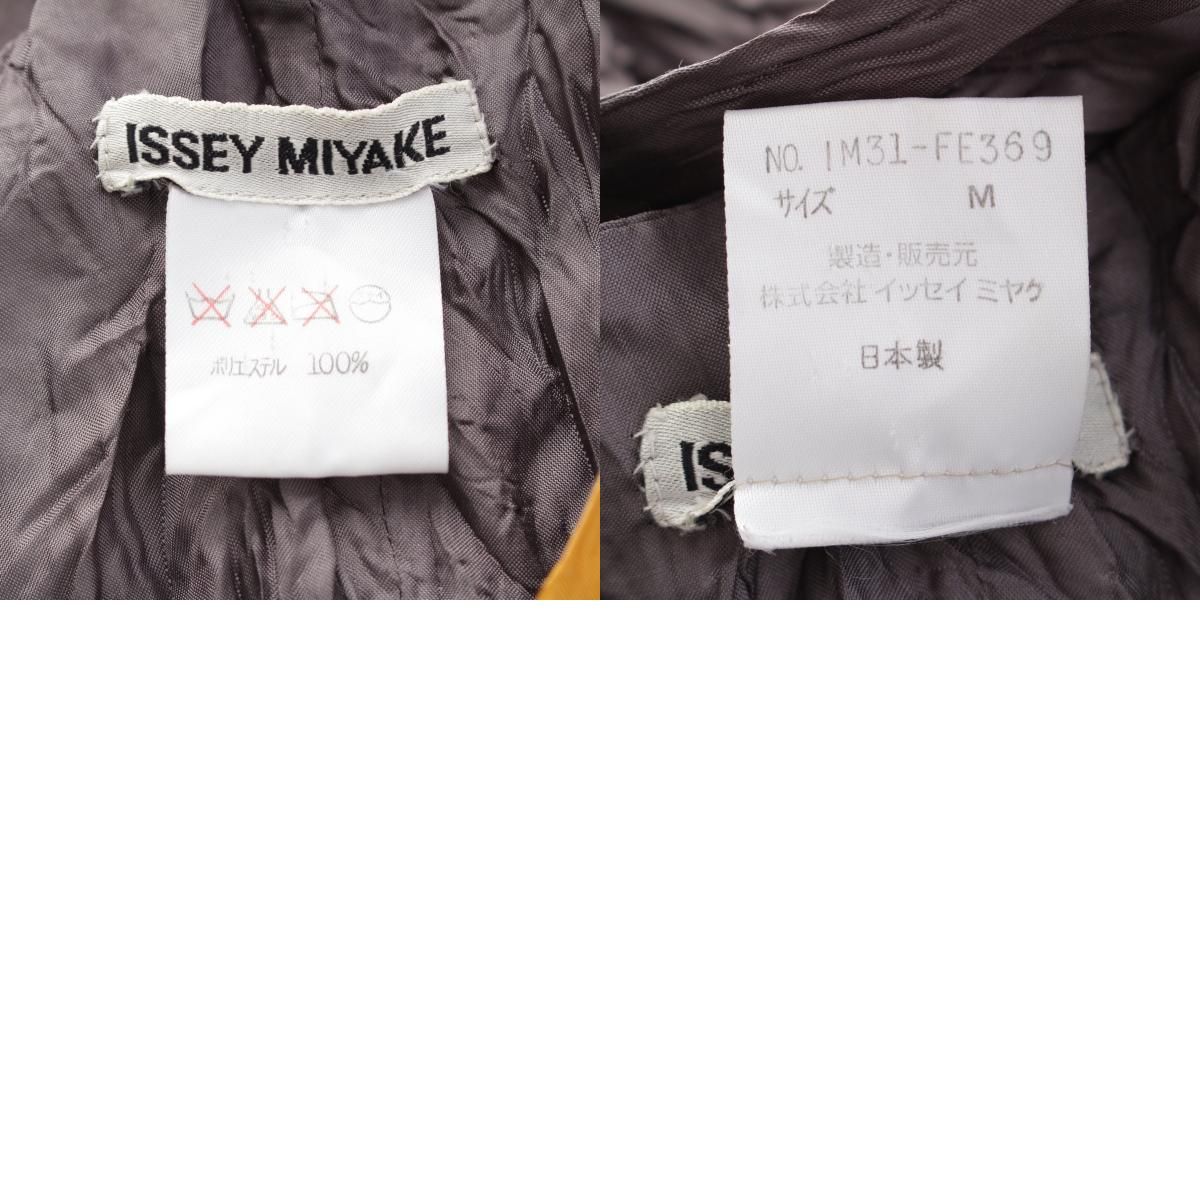 ISSEY MIYAKE
ポリエステル 100%
NO. IM31-FE369
サイズ M
製造・販売元
株式会社 イッセイ ミヤケ
日本製
IS